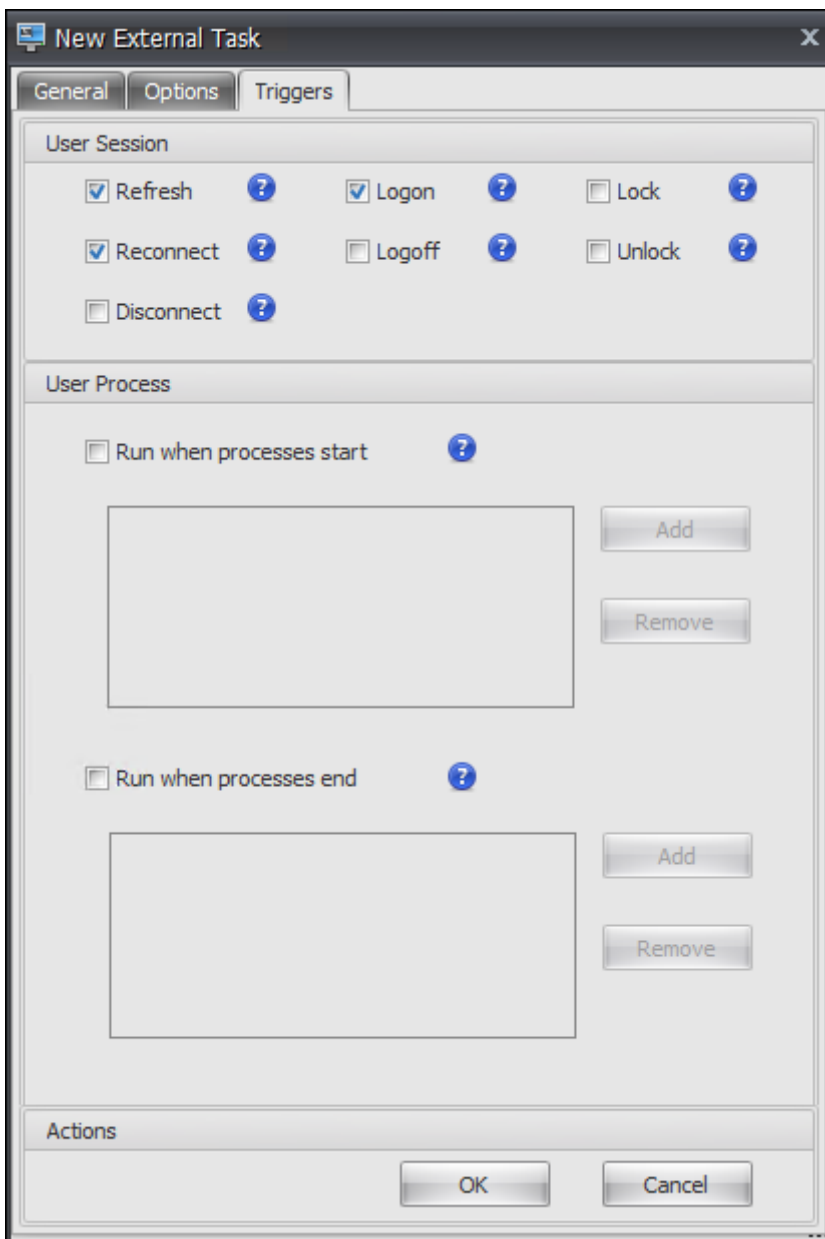 New External Task
General Options Triggers
User Session
Refresh Logon Lock
Reconnect Logoff Unlock
Disconnect
User Process
Run when processes start
Add
Remove
Run when processes end
Add
Remove
Actions
OK Cancel